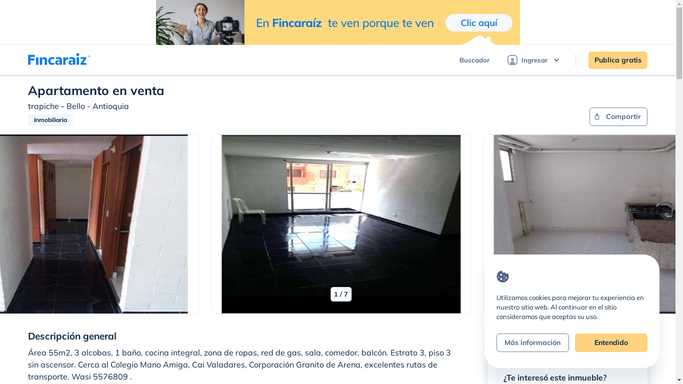 En Fincaraíz te ven porque te ven
Clic aquí
Fincaraiz
Buscador
Ingresar
Publica gratis
Apartamento en venta
trapiche - Bello - Antioquia
Inmobiliaria
Compartir
1 / 7
Utilizamos cookies para mejorar tu experiencia en
nuestro sitio web. Al continuar en el sitio
consideramos que aceptas su uso.
Más información
Entendido
Descripción general
Área 55m2, 3 alcobas, 1 baño, cocina integral, zona de ropas, red de gas, sala, comedor, balcón. Estrato 3, piso 3
sin ascensor. Cerca al Colegio Mano Amiga, Cai Valadares, Corporación Granito de Arena, excelentes rutas de
transporte. Wasi 5576809 .
¿Te interesó este inmueble?